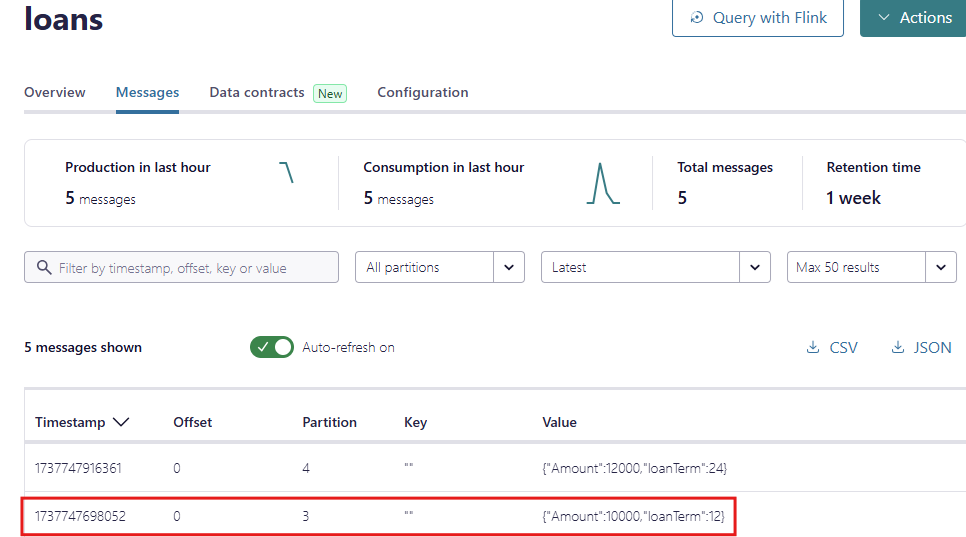 loans
Query with Flink
Actions
Overview Messages Data contracts New Configuration
Production in last hour Consumption in last hour Total messages Retention time
5 messages 5 messages 5 1 week
Filter by timestamp, offset, key or value All partitions Latest Max 50 results
5 messages shown Auto-refresh on CSV JSON
Timestamp Offset Partition Key Value
1737747916361 0 4 "" {"Amount":12000,"loanTerm":24}
1737747698052 0 3 "" {"Amount":10000,"loanTerm":12}